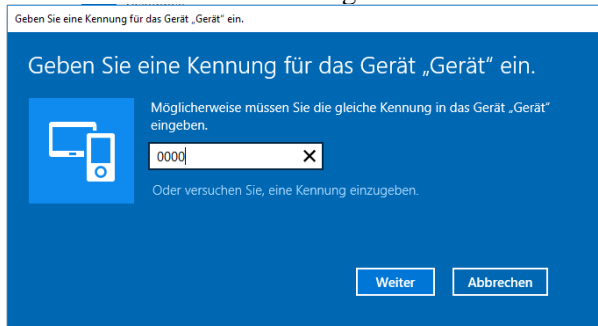 Geben Sie eine Kennung für das Gerät „Gerät“ ein.
Geben Sie eine Kennung für das Gerät „Gerät“ ein.
Möglicherweise müssen Sie die gleiche Kennung in das Gerät „Gerät“
eingeben.
0000
Oder versuchen Sie, eine Kennung einzugeben.
Weiter Abbrechen